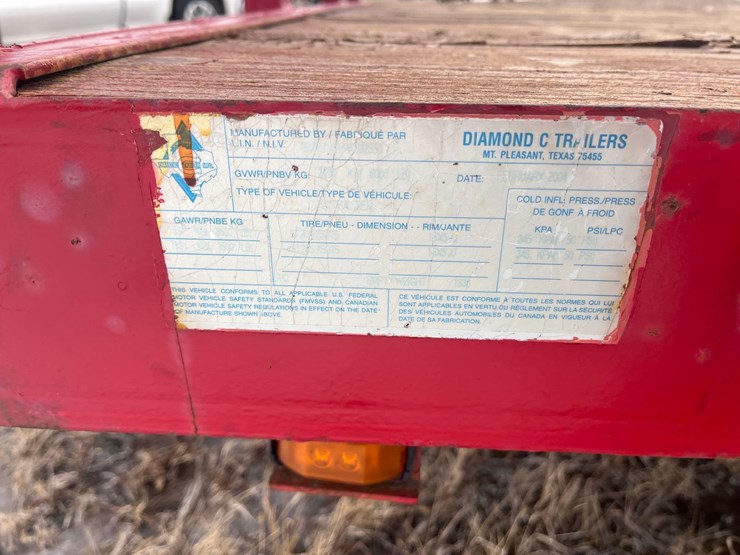 MANUFACTURED BY / FABRIQUÉ PAR
V.I.N. / N.I.V.
DIAMOND C TRAILERS
MT. PLEASANT, TEXAS 75455
GVWR/PNBV KG:
DATE:
TYPE OF VEHICLE/TYPE DE VÉHICULE:
GAWR/PNBE KG
TIRE/PNEU - DIMENSION - - RIM/JANTE
COLD INFL. PRESS./PRESS
DE GONF. À FROID
KPA PSI/LPC
THIS VEHICLE CONFORMS TO ALL APPLICABLE U.S. FEDERAL
MOTOR VEHICLE SAFETY STANDARDS (FMVSS) AND CANADIAN
MOTOR VEHICLE SAFETY REGULATIONS IN EFFECT ON THE DATE
OF MANUFACTURE SHOWN ABOVE.
CE VÉHICULE EST CONFORME À TOUTES LES NORMES QUI LUI
SONT APPLICABLES EN VERTU DU RÈGLEMENT SUR LA SÉCURITÉ
DES VÉHICULES AUTOMOBILES DU CANADA EN VIGUEUR À LA
DATE DE SA FABRICATION.